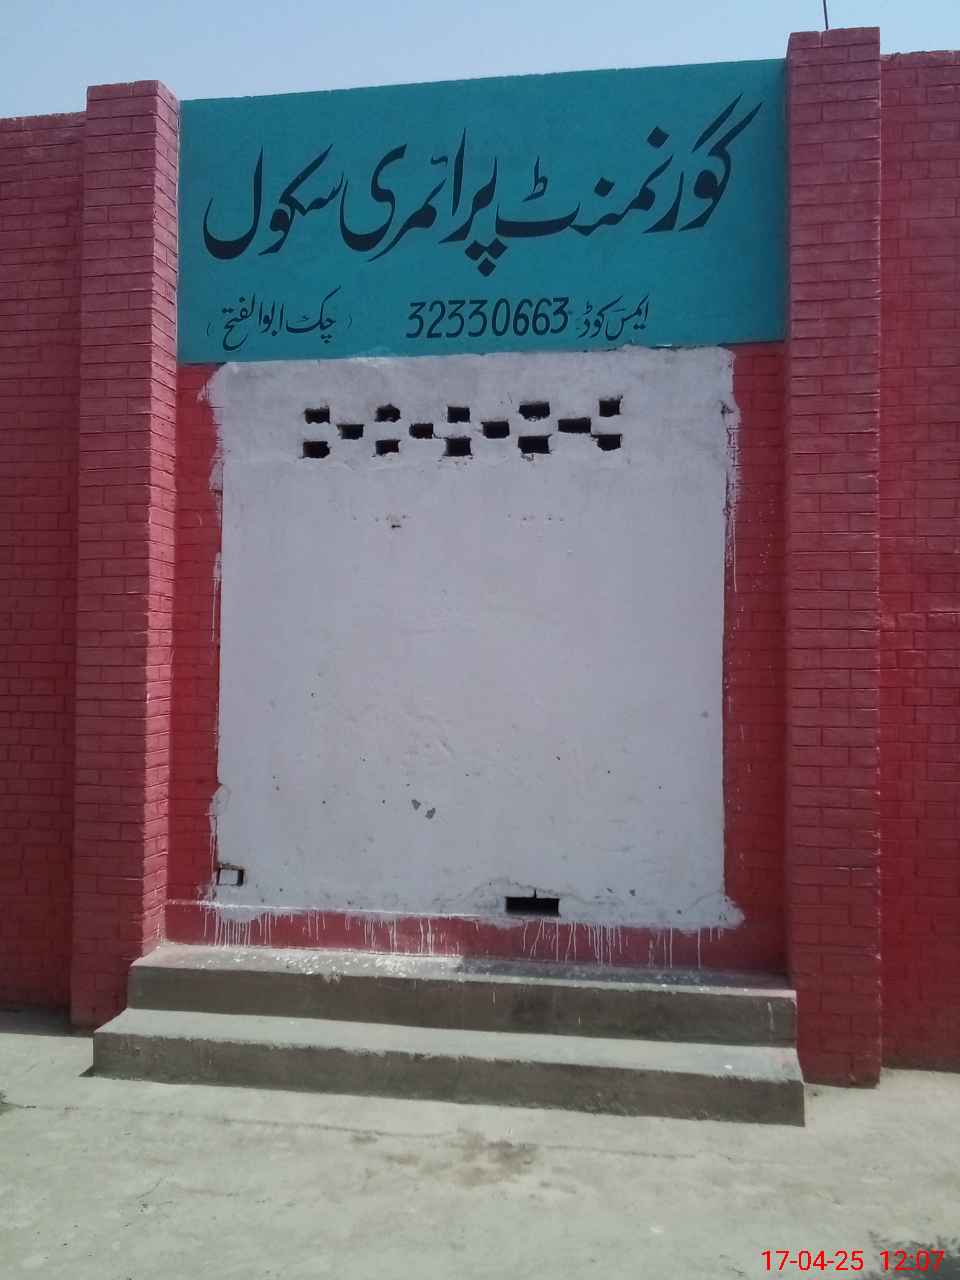 گورنمنٹ پرائمری سکول
ایمس کوڈ: 32330663 (چک ابوالفتح)
17-04-25 12:07